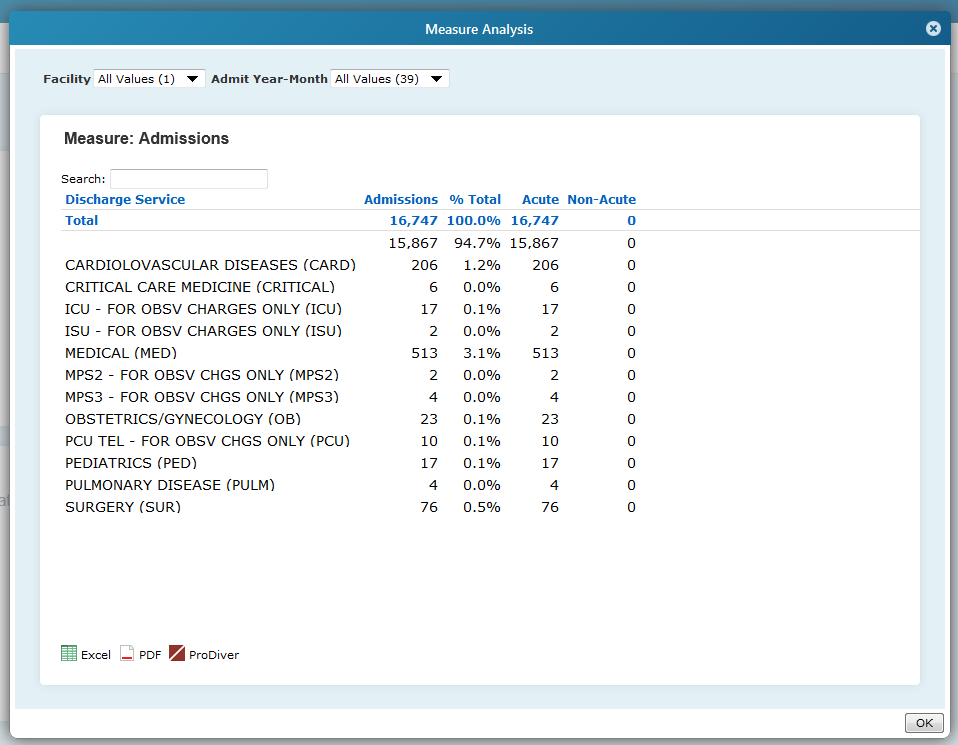 Measure Analysis
Facility All Values (1) Admit Year-Month All Values (39)
Measure: Admissions
Search:
Discharge Service Admissions % Total Acute Non-Acute
Total 16,747 100.0% 16,747 0
15,867 94.7% 15,867 0
CARDIOLOVASCULAR DISEASES (CARD) 206 1.2% 206 0
CRITICAL CARE MEDICINE (CRITICAL) 6 0.0% 6 0
ICU - FOR OBSV CHARGES ONLY (ICU) 17 0.1% 17 0
ISU - FOR OBSV CHARGES ONLY (ISU) 2 0.0% 2 0
MEDICAL (MED) 513 3.1% 513 0
MPS2 - FOR OBSV CHGS ONLY (MPS2) 2 0.0% 2 0
MPS3 - FOR OBSV CHGS ONLY (MPS3) 4 0.0% 4 0
OBSTETRICS/GYNECOLOGY (OB) 23 0.1% 23 0
PCU TEL - FOR OBSV CHGS ONLY (PCU) 10 0.1% 10 0
PEDIATRICS (PED) 17 0.1% 17 0
PULMONARY DISEASE (PULM) 4 0.0% 4 0
SURGERY (SUR) 76 0.5% 76 0
Excel PDF ProDiver
OK